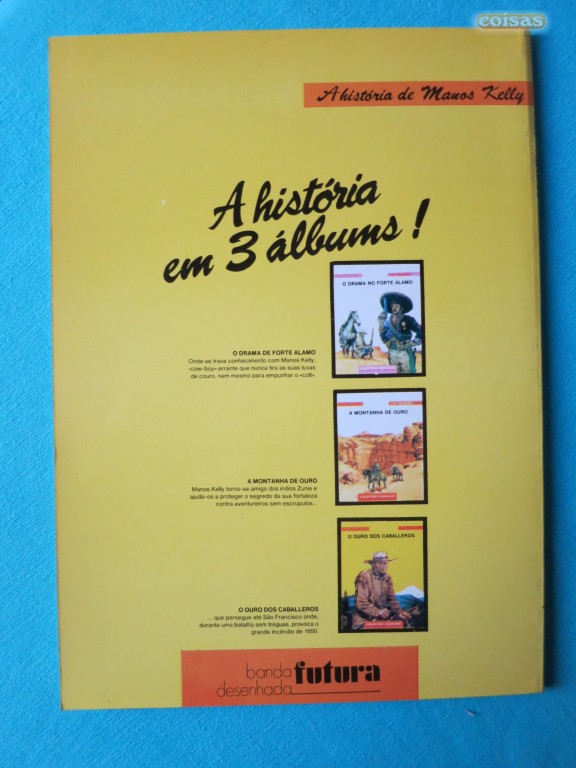 coisas
A história de Manos Kelly
A história
em 3 álbums !
O DRAMA NO FORTE ALAMO
O DRAMA DE FORTE ALAMO
Onde se trava conhecimento com Manos Kelly,
«cow-boy» errante que nunca tira as suas luvas
de couro, nem mesmo para empunhar o «colt».
A MONTANHA DE OURO
A MONTANHA DE OURO
Manos Kelly torna-se amigo dos índios Zunis e
ajuda-os a proteger o segredo da sua fortaleza
contra aventureiros sem escrúpulos...
O OURO DOS CABALLEROS
O OURO DOS CABALLEROS
... que persegue até São Francisco onde,
durante uma batalha sem tréguas, provoca o
grande incêndio de 1850.
banda futura
desenhada